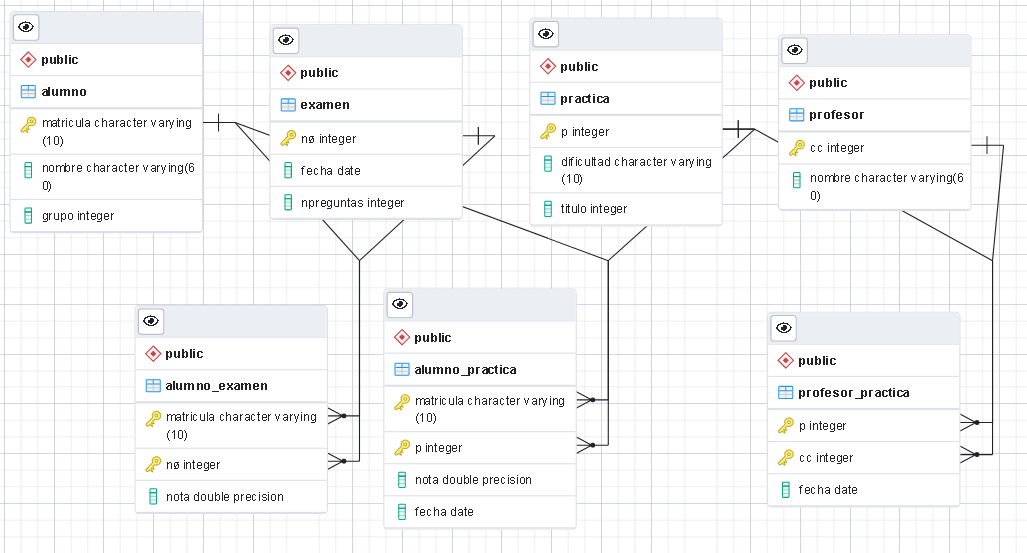 public
alumno
matricula character varying
(10)
nombre character varying(6
0)
grupo integer
public
examen
nø integer
fecha date
npreguntas integer
public
practica
p integer
dificultad character varying
(10)
titulo integer
public
profesor
cc integer
nombre character varying(6
0)
public
alumno_examen
matricula character varying
(10)
nø integer
nota double precision
public
alumno_practica
matricula character varying
(10)
p integer
nota double precision
fecha date
public
profesor_practica
p integer
cc integer
fecha date